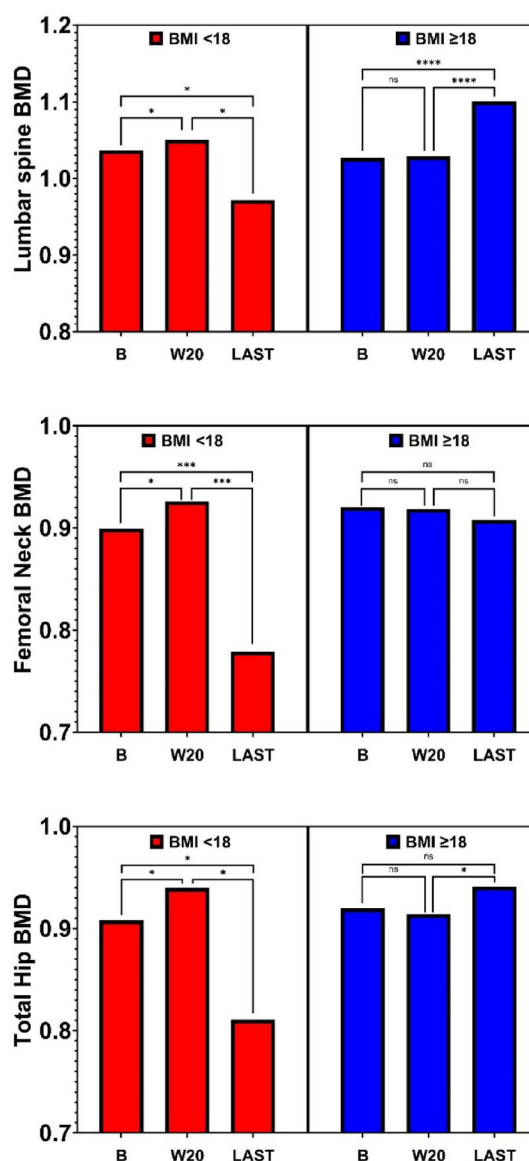 Lumbar spine BMD
1.2
1.1
1.0
0.9
0.8
BMI <18
BMI ≥18
*
*
*
****
ns
****
B W20 LAST B W20 LAST
Femoral Neck BMD
1.0
0.9
0.8
0.7
BMI <18
BMI ≥18
***
*
***
ns
ns
ns
B W20 LAST B W20 LAST
Total Hip BMD
1.0
0.9
0.8
0.7
BMI <18
BMI ≥18
*
*
*
ns
ns
*
B W20 LAST B W20 LAST